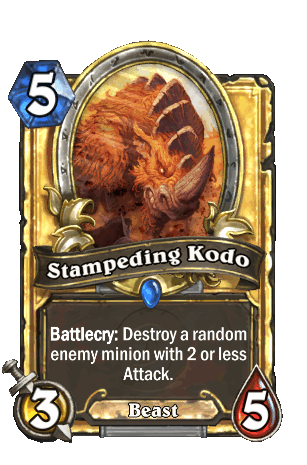 5
Stampeding Kodo
Battlecry: Destroy a random
enemy minion with 2 or less
Attack.
3
Beast
5